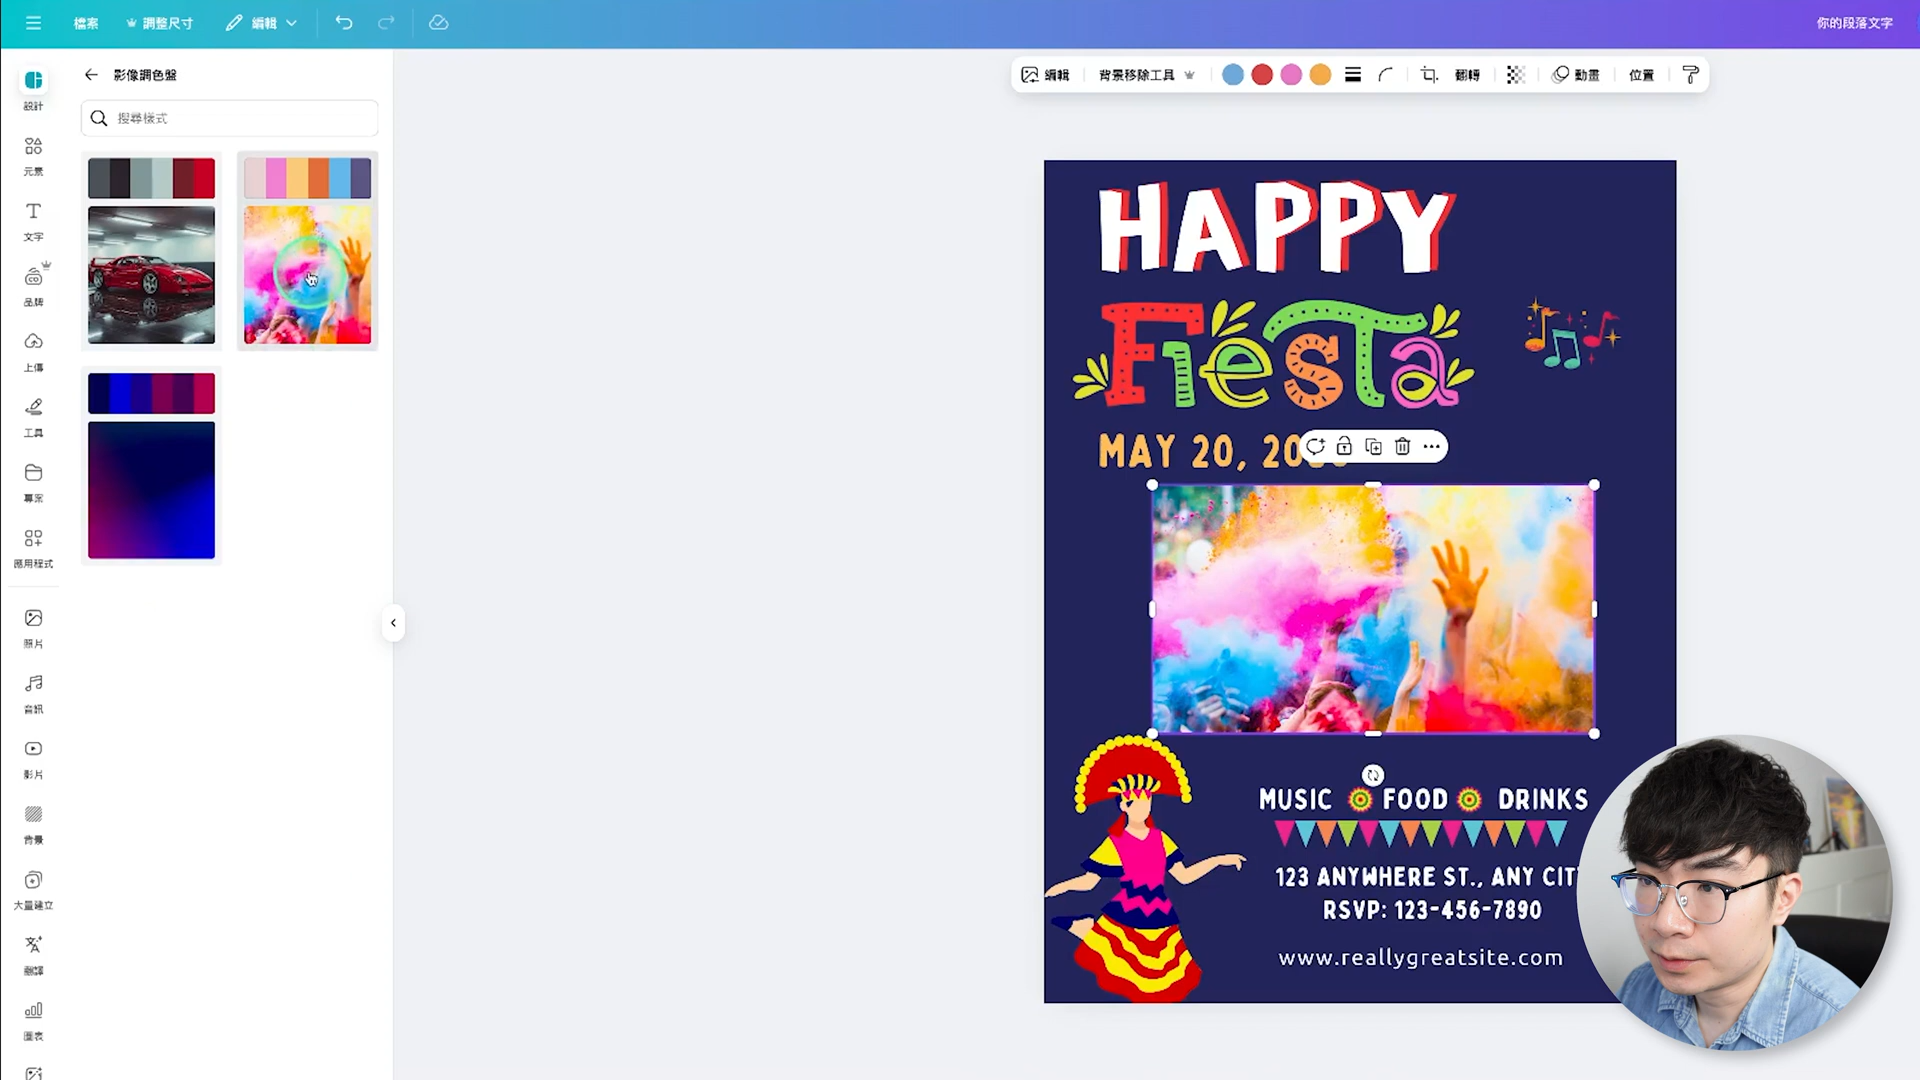 檔案
調整尺寸
編輯
你的段落文字
設計
元素
文字
品牌
上傳
工具
專案
應用程式
照片
音訊
影片
背景
大量建立
翻譯
圖表
影像調色盤
搜尋樣式
編輯
背景移除工具
翻轉
動畫
位置
HAPPY
Fiesta
MAY 20, 20
MUSIC FOOD DRINKS
123 ANYWHERE ST., ANY CIT
RSVP: 123-456-7890
www.reallygreatsite.com